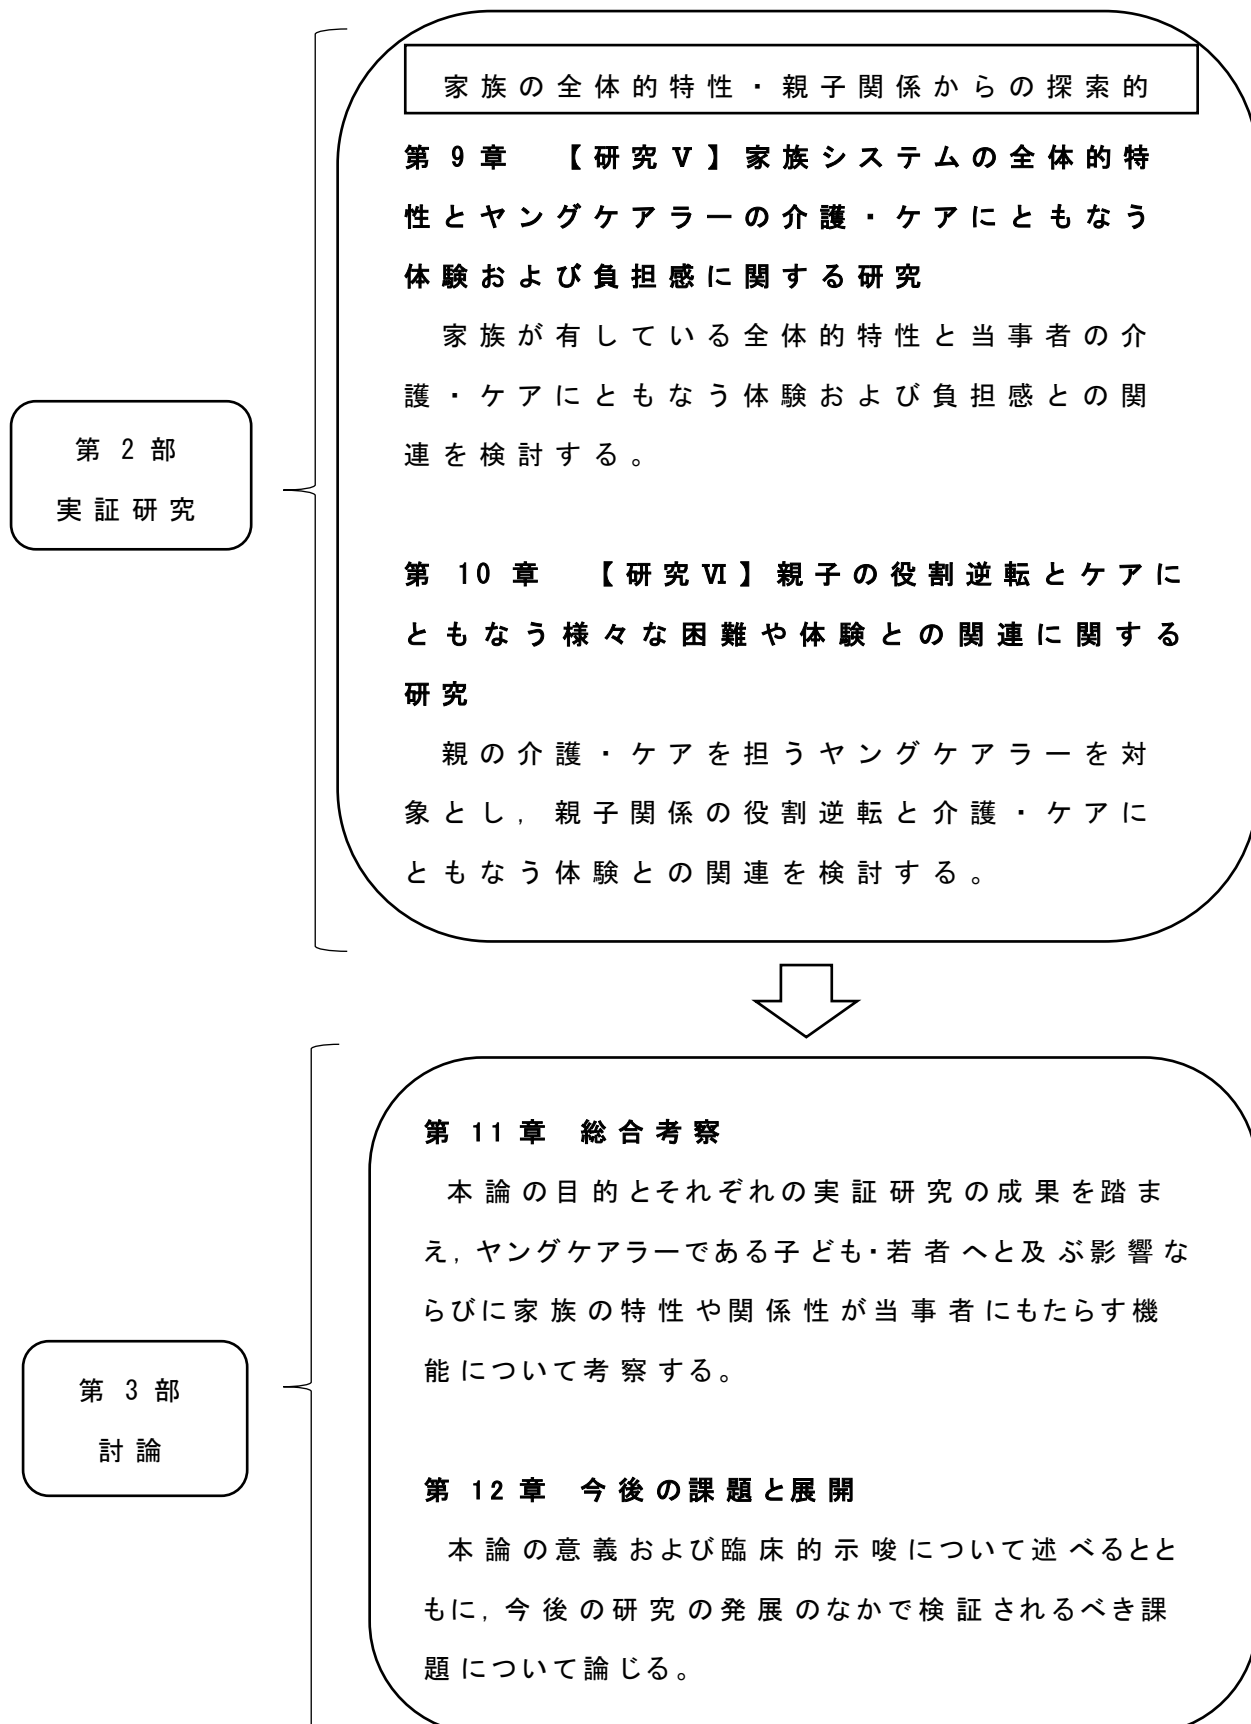 家族の全体的特性・親子関係からの探索的
第9章　【研究Ⅴ】家族システムの全体的特
性とヤングケアラーの介護・ケアにともなう
体験および負担感に関する研究
家族が有している全体的特性と当事者の介
護・ケアにともなう体験および負担感との関
連を検討する。
第2部
実証研究
第10章　【研究Ⅵ】親子の役割逆転とケアに
ともなう様々な困難や体験との関連に関する
研究
親の介護・ケアを担うヤングケアラーを対
象とし，親子関係の役割逆転と介護・ケアに
ともなう体験との関連を検討する。
第11章　総合考察
本論の目的とそれぞれの実証研究の成果を踏ま
え，ヤングケアラーである子ども・若者へと及ぶ影響な
らびに家族の特性や関係性が当事者にもたらす機
能について考察する。
第3部
討論
第12章　今後の課題と展開
本論の意義および臨床的示唆について述べるとと
もに，今後の研究の発展のなかで検証されるべき課
題について論じる。